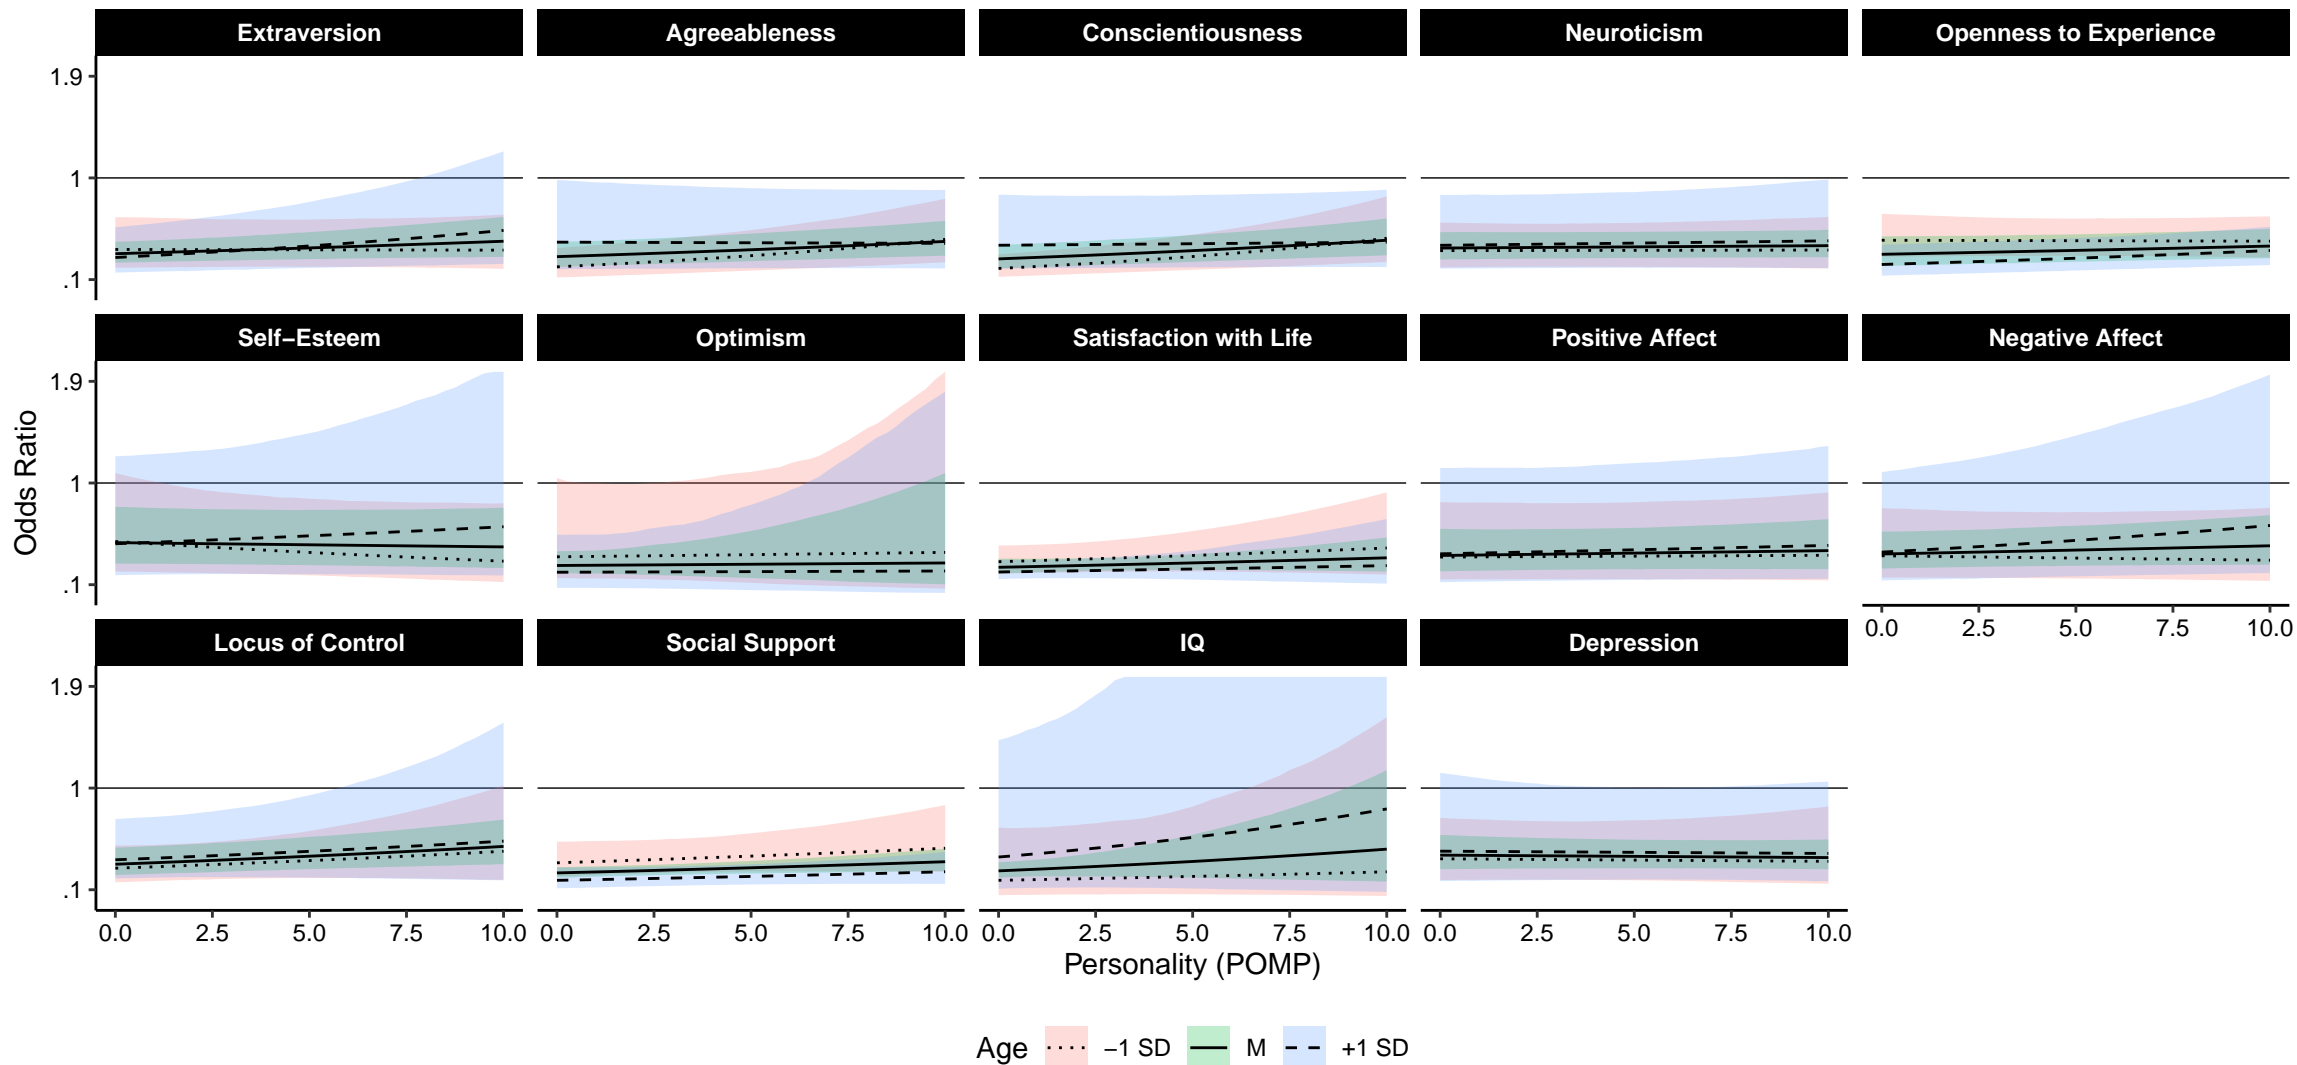 Extraversion Agreeableness Conscientiousness Neuroticism Openness to Experience
1.9
1
.1
Self−Esteem Optimism Satisfaction with Life Positive Affect Negative Affect
1.9
1
.1
0.0 2.5 5.0 7.5 10.0
Locus of Control Social Support IQ Depression
1.9
1
.1
0.0 2.5 5.0 7.5 10.0 0.0 2.5 5.0 7.5 10.0 0.0 2.5 5.0 7.5 10.0 0.0 2.5 5.0 7.5 10.0
Odds Ratio
Personality (POMP)
Age −1 SD M +1 SD